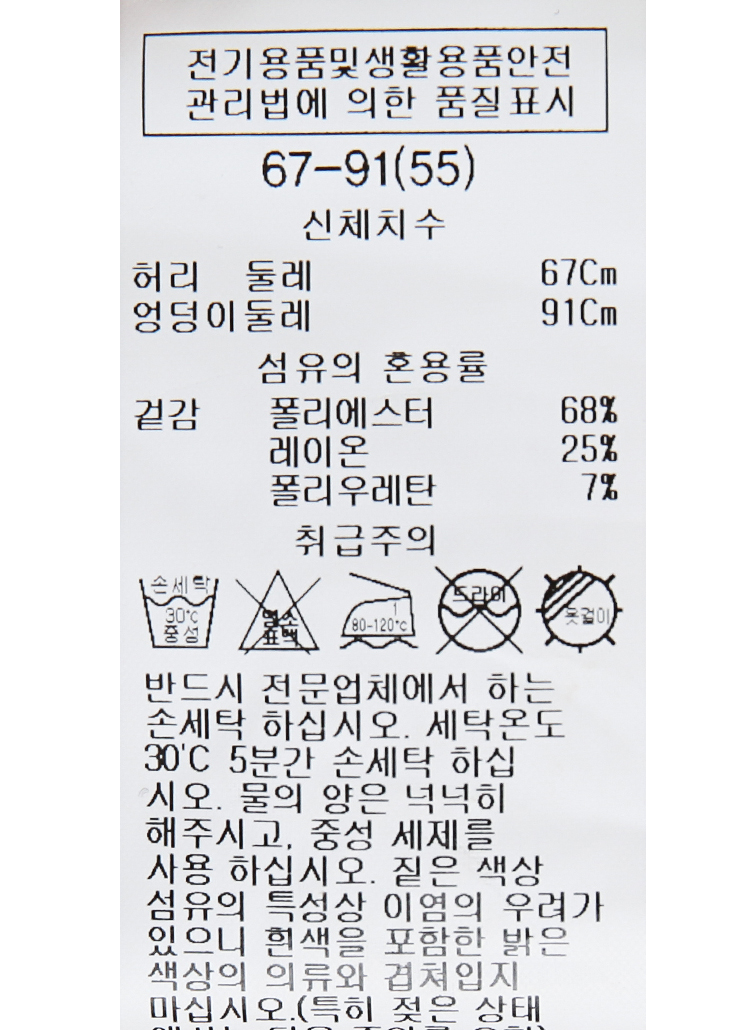 전기용품및생활용품안전
관리법에 의한 품질표시
67-91(55)
신체치수
허리 둘레 67Cm
엉덩이둘레 91Cm
섬유의 혼용률
겉감 폴리에스터 68%
레이온 25%
폴리우레탄 7%
취급주의
손세탁 30℃ 중성
염소 표백
1 80-120℃
드라이
옷걸이
반드시 전문업체에서 하는
손세탁 하십시오. 세탁온도
30'C 5분간 손세탁 하십
시오. 물의 양은 넉넉히
해주시고, 중성 세제를
사용 하십시오. 짙은 색상
섬유의 특성상 이염의 우려가
있으니 흰색을 포함한 밝은
색상의 의류와 겹쳐입지
마십시오.(특히 젖은 상태